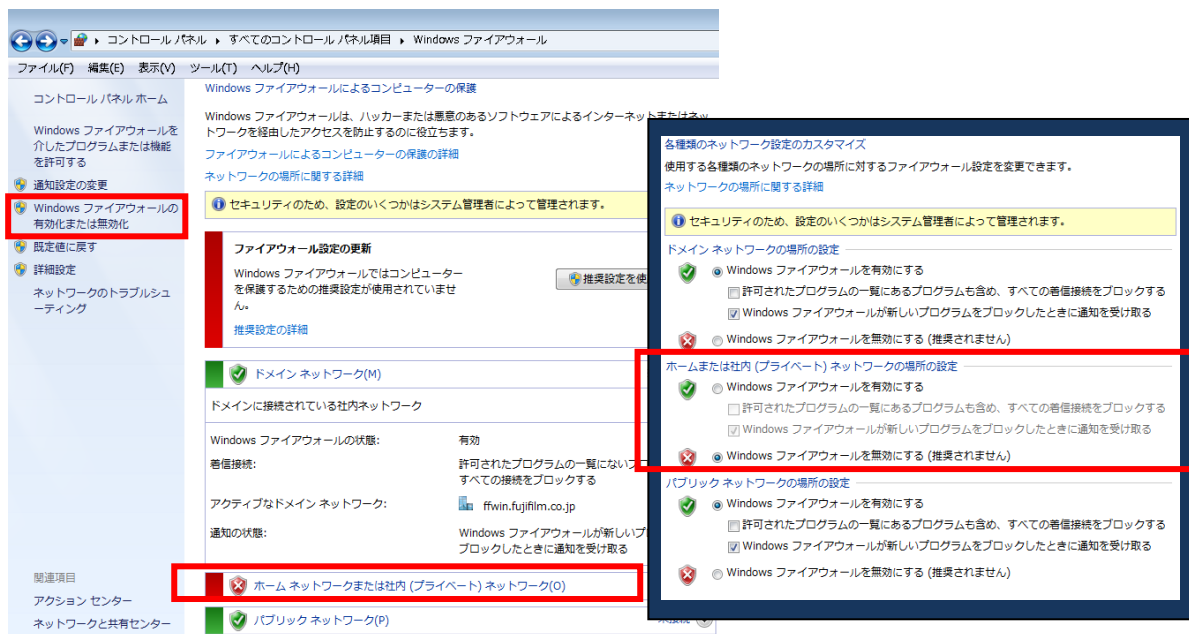 コントロール パネル ▸ すべてのコントロール パネル項目 ▸ Windows ファイアウォール
ファイル(F) 編集(E) 表示(V) ツール(T) ヘルプ(H)
コントロール パネル ホーム
Windows ファイアウォールを
介したプログラムまたは機能
を許可する
通知設定の変更
Windows ファイアウォールの
有効化または無効化
既定値に戻す
詳細設定
ネットワークのトラブルシュ
ーティング
関連項目
アクション センター
ネットワークと共有センター
Windows ファイアウォールによるコンピューターの保護
Windows ファイアウォールは、ハッカーまたは悪意のあるソフトウェアによるインターネットまたはネッ
トワークを経由したアクセスを防止するのに役立ちます。
ファイアウォールによるコンピューターの保護の詳細
ネットワークの場所に関する詳細
セキュリティのため、設定のいくつかはシステム管理者によって管理されます。
ファイアウォール設定の更新
Windows ファイアウォールではコンピューター
を保護するための推奨設定が使用されていませ
ん。
推奨設定を使
推奨設定の詳細
ドメイン ネットワーク(M)
ドメインに接続されている社内ネットワーク
Windows ファイアウォールの状態: 有効
着信接続: 許可されたプログラムの一覧にないプ
すべての接続をブロックする
アクティブなドメイン ネットワーク: ffwin.fujifilm.co.jp
通知の状態: Windows ファイアウォールが新しいプ
ブロックしたときに通知を受け取る
ホーム ネットワークまたは社内 (プライベート) ネットワーク(O)
パブリック ネットワーク(P)
各種類のネットワーク設定のカスタマイズ
使用する各種類のネットワークの場所に対するファイアウォール設定を変更できます。
ネットワークの場所に関する詳細
セキュリティのため、設定のいくつかはシステム管理者によって管理されます。
ドメイン ネットワークの場所の設定
Windows ファイアウォールを有効にする
許可されたプログラムの一覧にあるプログラムも含め、すべての着信接続をブロックする
Windows ファイアウォールが新しいプログラムをブロックしたときに通知を受け取る
Windows ファイアウォールを無効にする (推奨されません)
ホームまたは社内 (プライベート) ネットワークの場所の設定
Windows ファイアウォールを有効にする
許可されたプログラムの一覧にあるプログラムも含め、すべての着信接続をブロックする
Windows ファイアウォールが新しいプログラムをブロックしたときに通知を受け取る
Windows ファイアウォールを無効にする (推奨されません)
パブリック ネットワークの場所の設定
Windows ファイアウォールを有効にする
許可されたプログラムの一覧にあるプログラムも含め、すべての着信接続をブロックする
Windows ファイアウォールが新しいプログラムをブロックしたときに通知を受け取る
Windows ファイアウォールを無効にする (推奨されません)